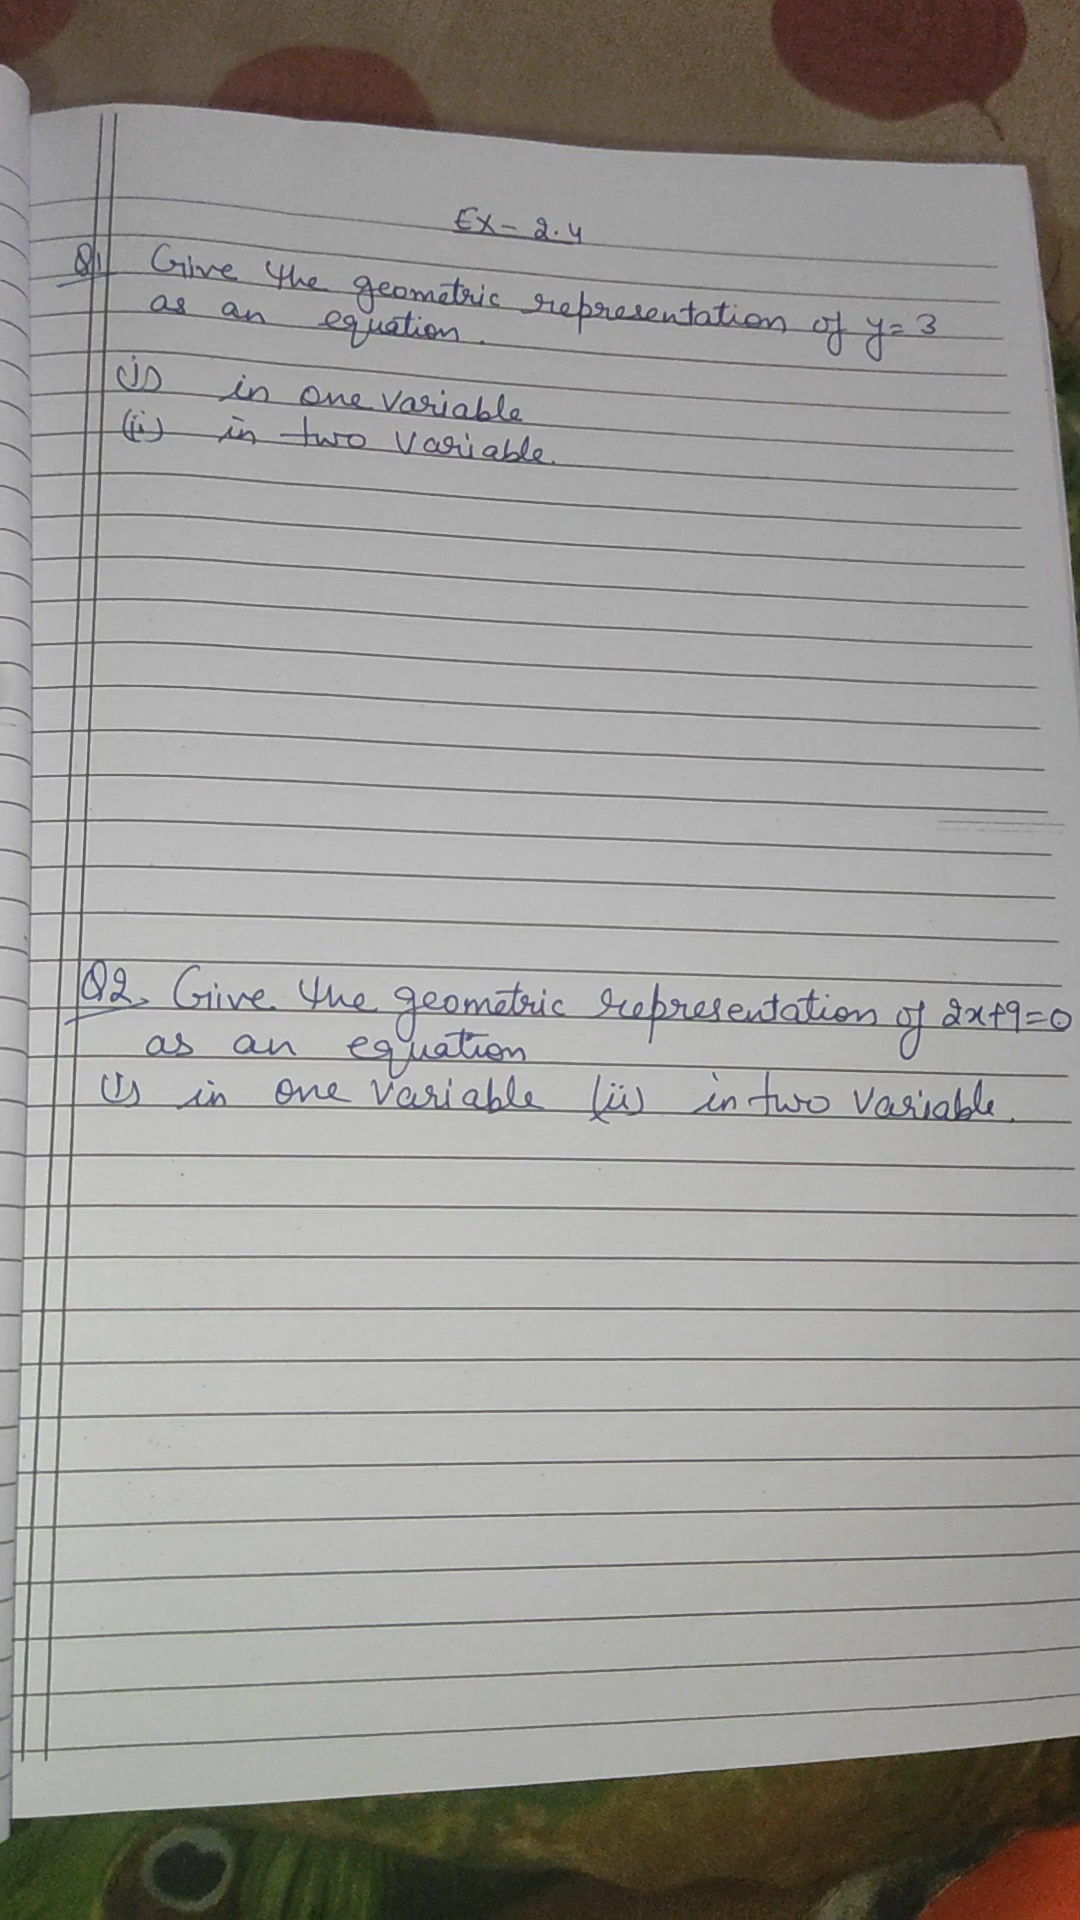 EX - 2.4
Q1 Give the geometric representation of y=3
as an equation.
(i) in one variable
(ii) in two variable.
Q2. Give the geometric representation of 2x+9=0
as an equation
(i) in one variable (ii) in two variable.